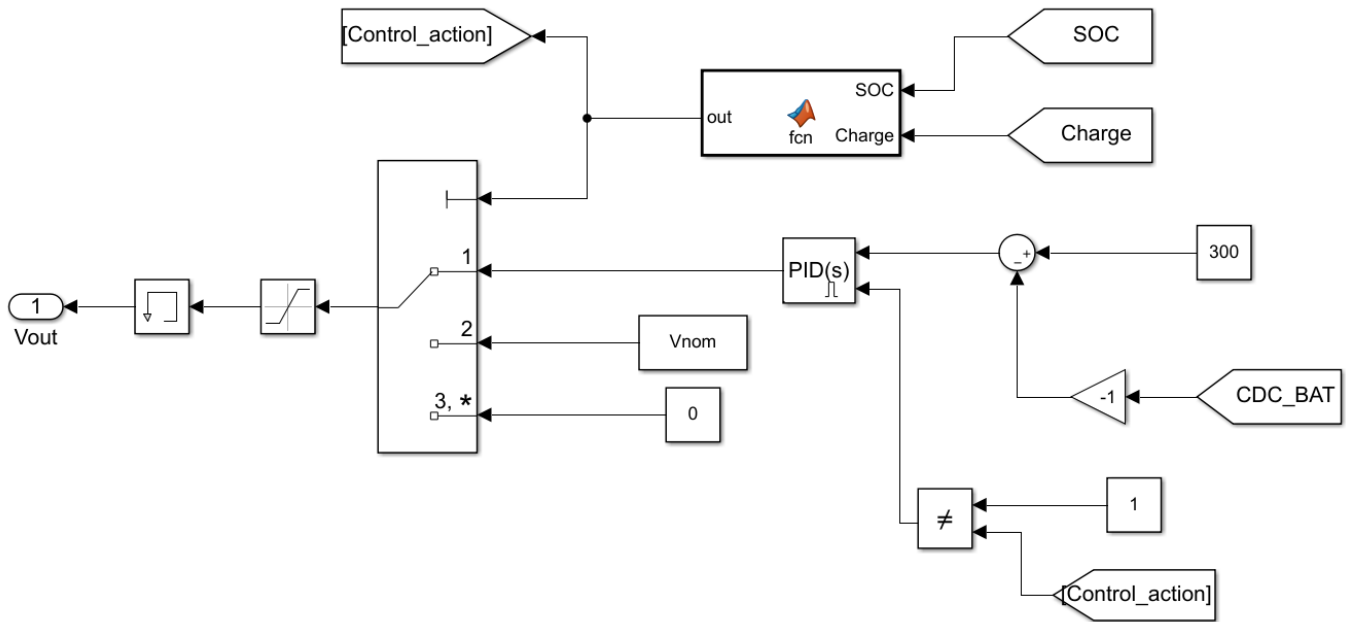 [Control_action]
SOC
SOC
out
fcn
Charge
Charge
1
PID(s)
-+
300
1
Vout
2
Vnom
3, *
0
-1
CDC_BAT
≠
1
[Control_action]